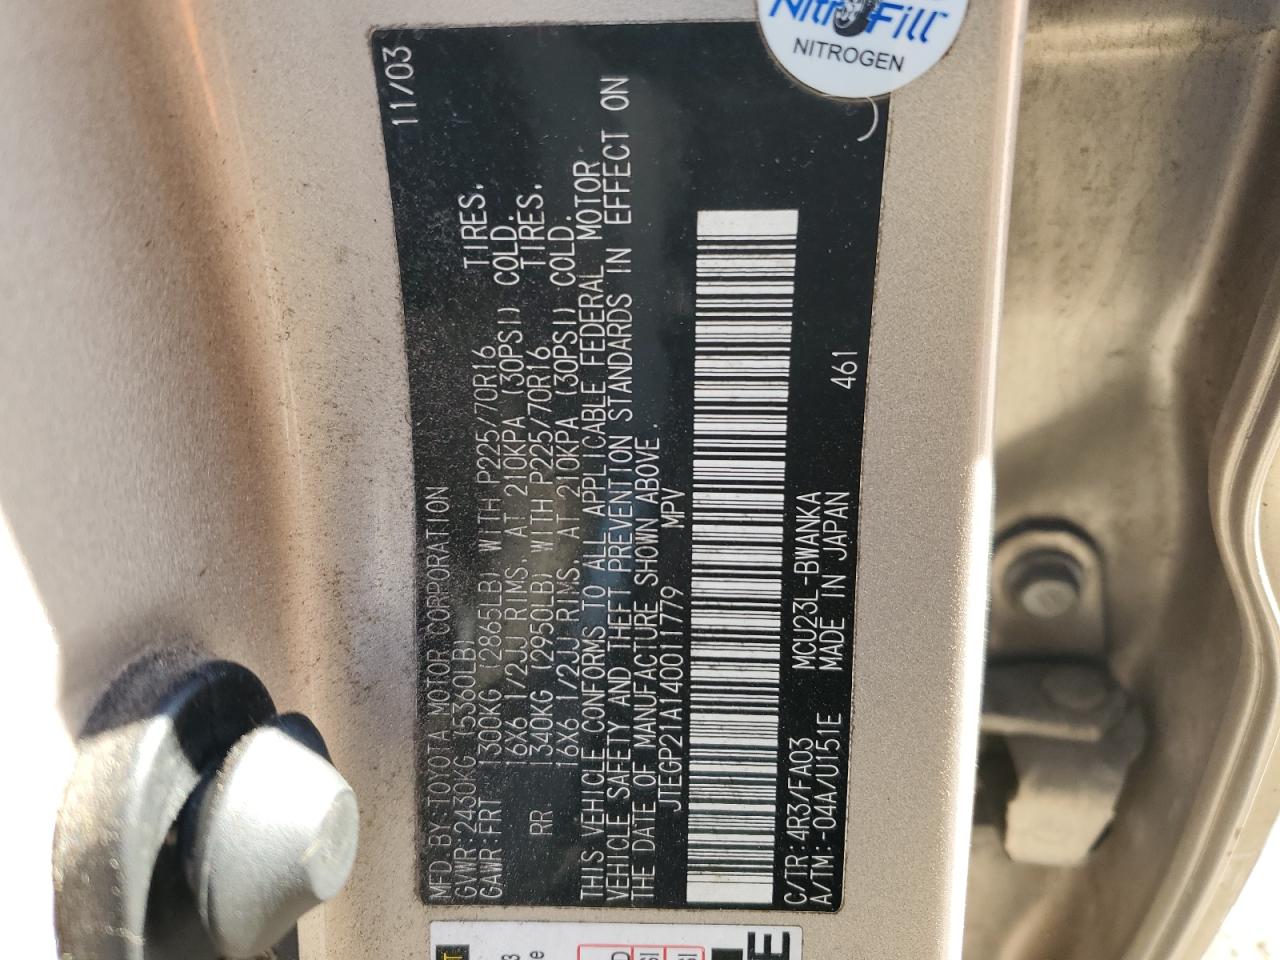 Nitro Fill™
NITROGEN
MFD.BY:TOYOTA MOTOR CORPORATION 11/03
GVWR:2430KG (5360LB)
GAWR:FRT 1300KG (2865LB) WITH P225/70R16 TIRES.
16X6 1/2JJ RIMS, AT 210KPA (30PSI) COLD.
RR 1340KG (2950LB) WITH P225/70R16 TIRES.
16X6 1/2JJ RIMS, AT 210KPA (30PSI) COLD.
THIS VEHICLE CONFORMS TO ALL APPLICABLE FEDERAL MOTOR
VEHICLE SAFETY AND THEFT PREVENTION STANDARDS IN EFFECT ON
THE DATE OF MANUFACTURE SHOWN ABOVE.
JTEGP21A140011779 MPV
C/TR:4R3/FA03 MCU23L-BWANKA
A/TM:-04A/U151E MADE IN JAPAN 461